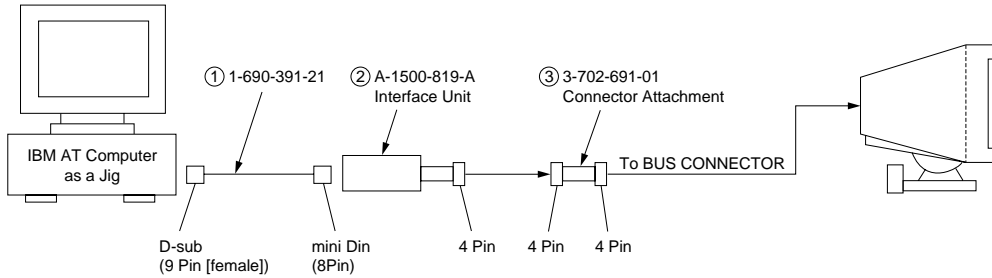 ① 1-690-391-21
② A-1500-819-A
Interface Unit
③ 3-702-691-01
Connector Attachment
IBM AT Computer
as a Jig
To BUS CONNECTOR
D-sub
(9 Pin [female])
mini Din
(8Pin)
4 Pin
4 Pin
4 Pin